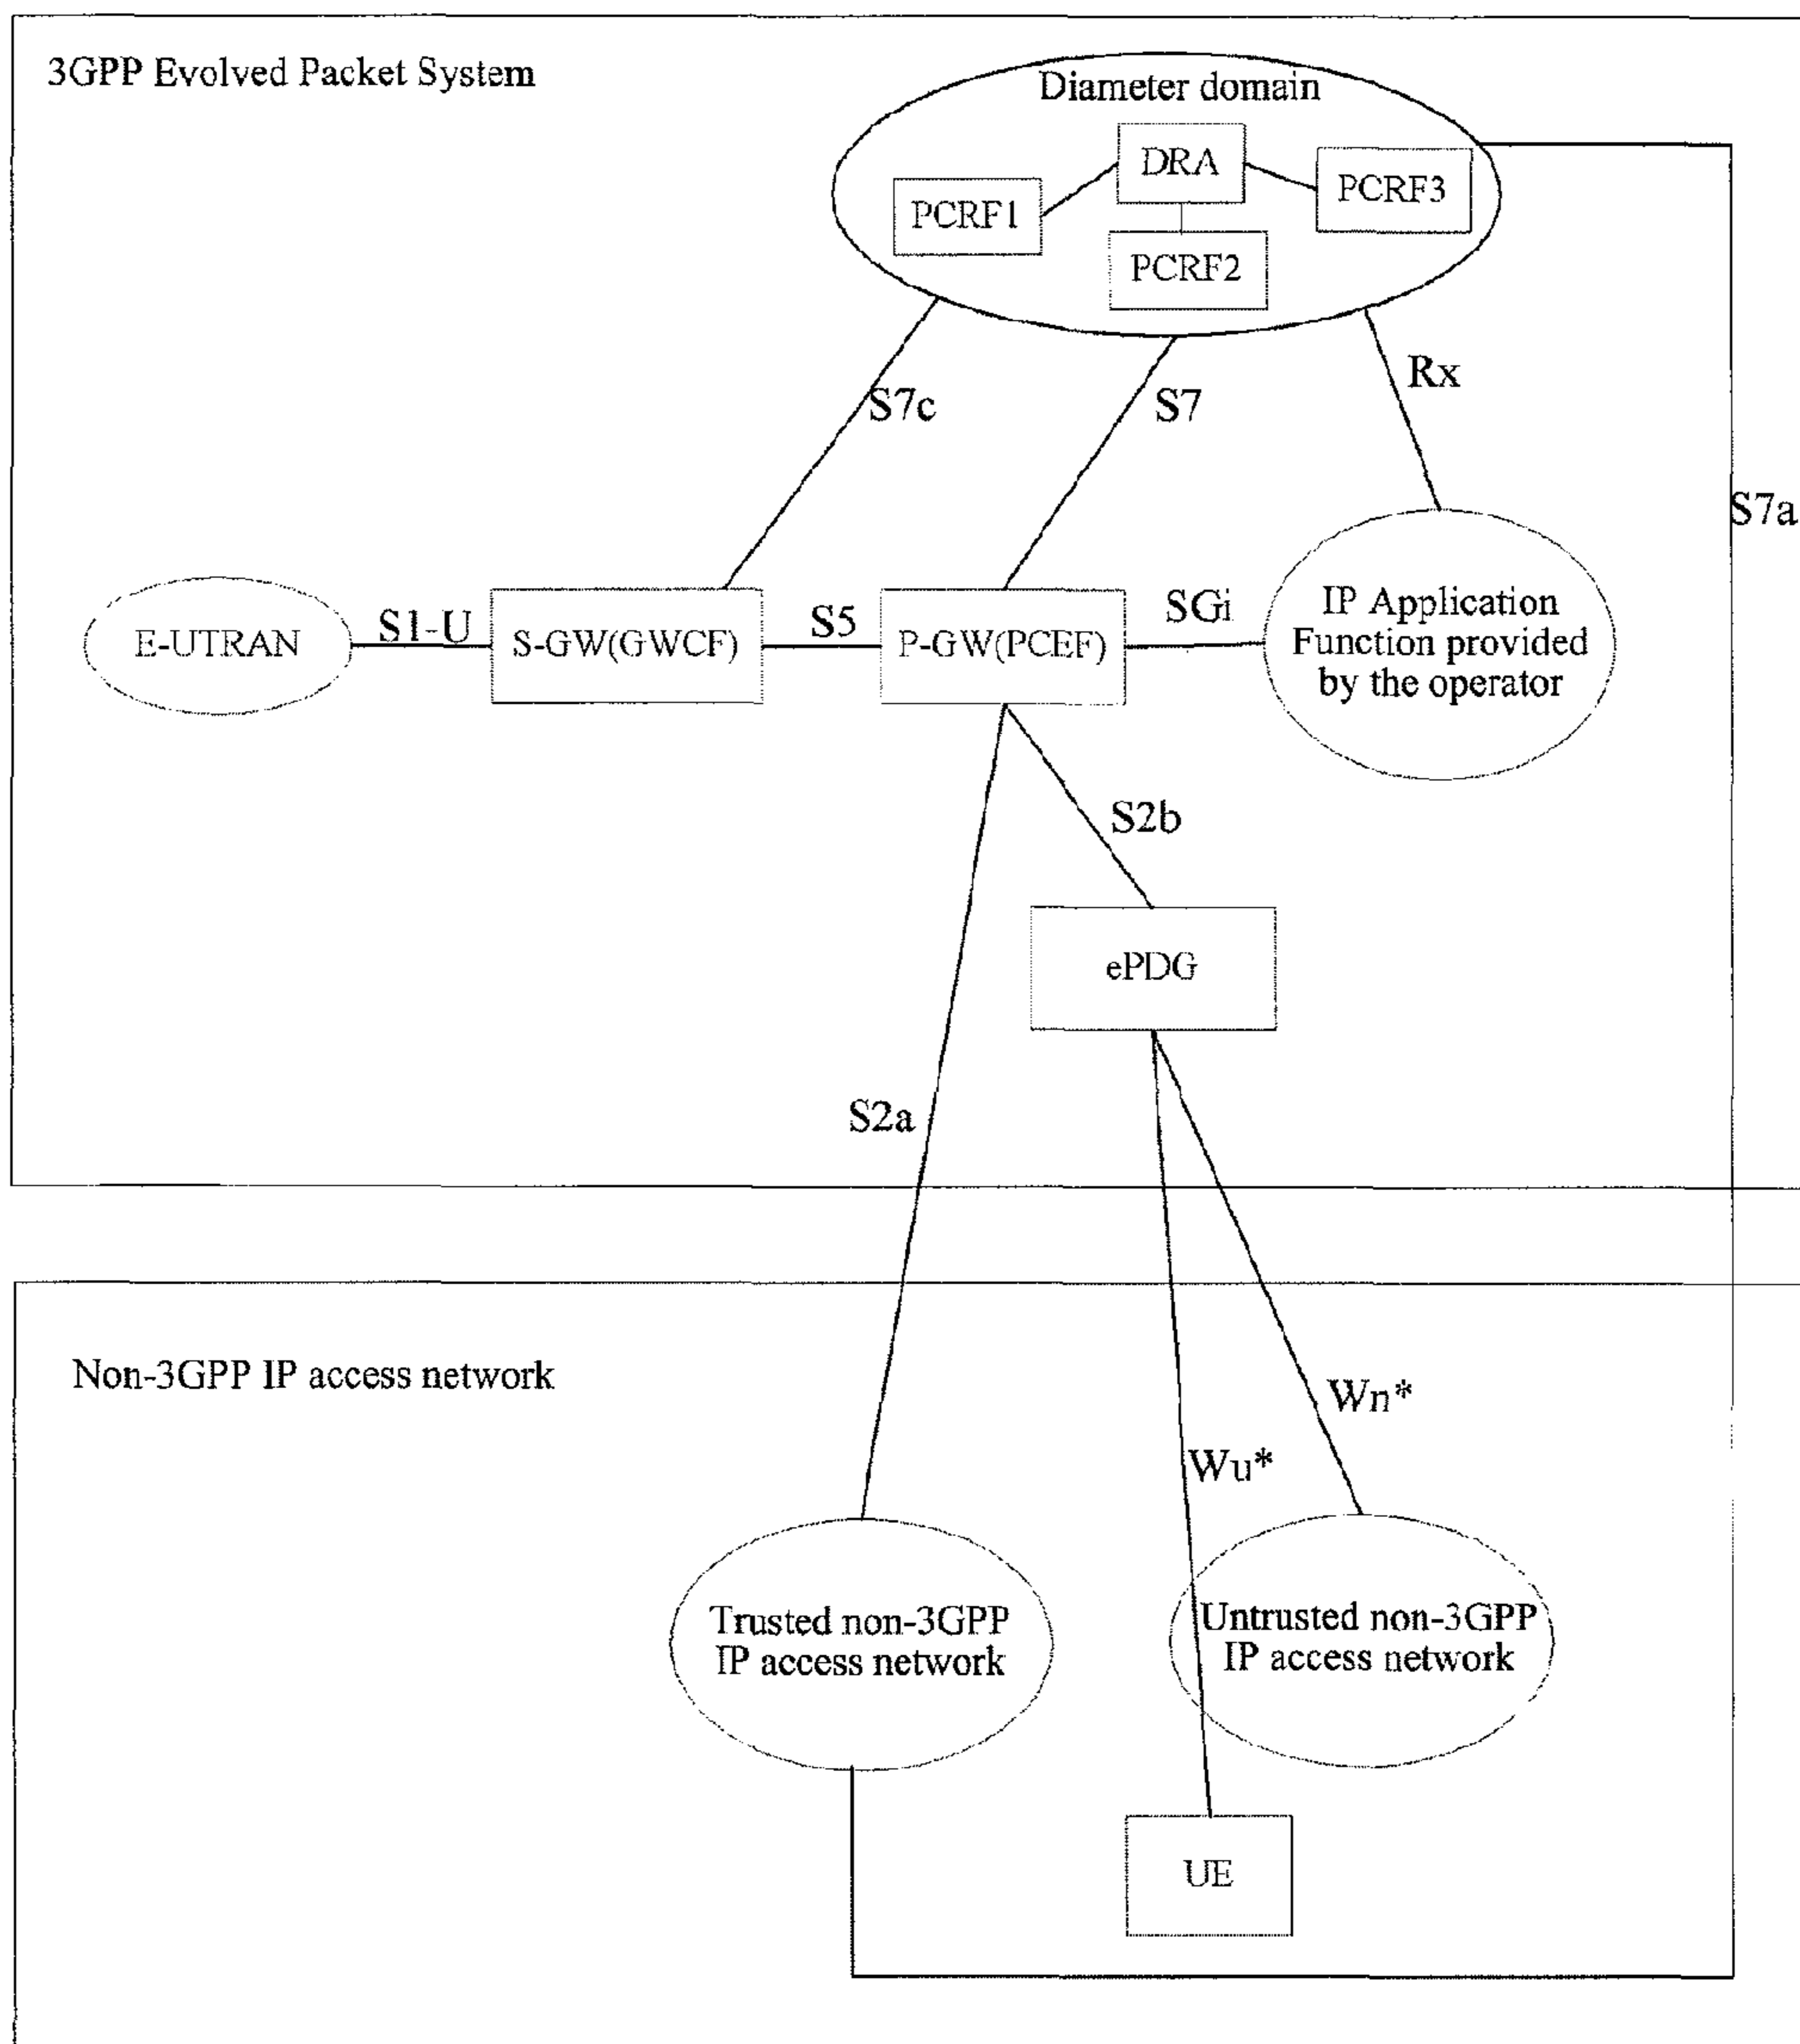 3GPP Evolved Packet System
Diameter domain
DRA
PCRF1
PCRF3
PCRF2
S7c
S7
Rx
S7a
E-UTRAN
S1-U
S-GW(GWCF)
S5
P-GW(PCEF)
SGi
IP Application
Function provided
by the operator
S2b
ePDG
S2a
Non-3GPP IP access network
Wn*
Wu*
Trusted non-3GPP
IP access network
Untrusted non-3GPP
IP access network
UE